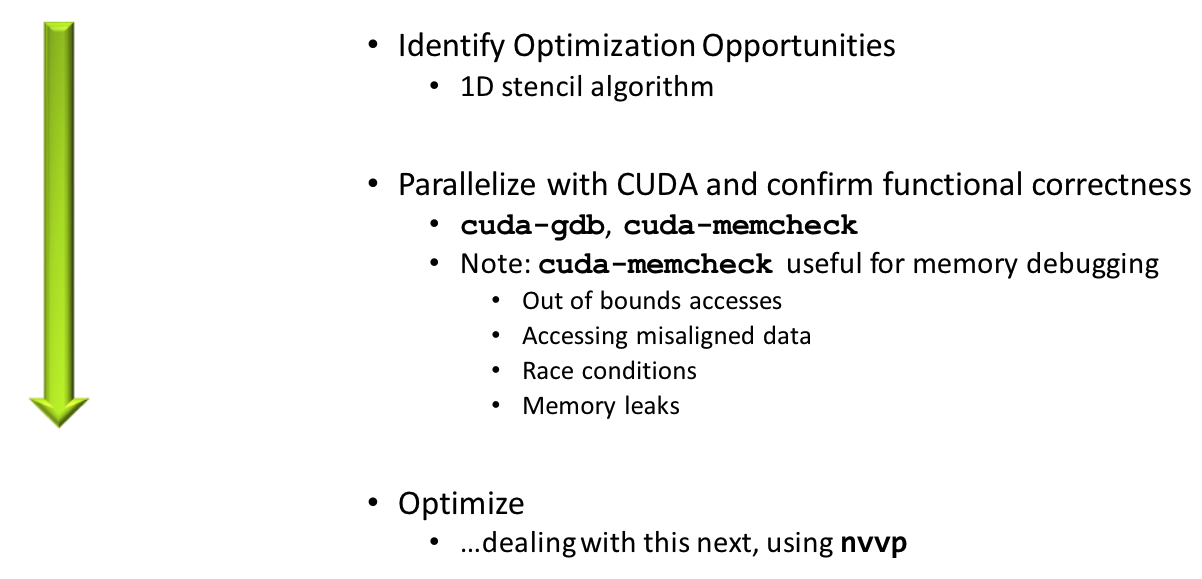 • Identify Optimization Opportunities
• 1D stencil algorithm
• Parallelize with CUDA and confirm functional correctness
• cuda-gdb, cuda-memcheck
• Note: cuda-memcheck useful for memory debugging
• Out of bounds accesses
• Accessing misaligned data
• Race conditions
• Memory leaks
• Optimize
• …dealing with this next, using nvvp